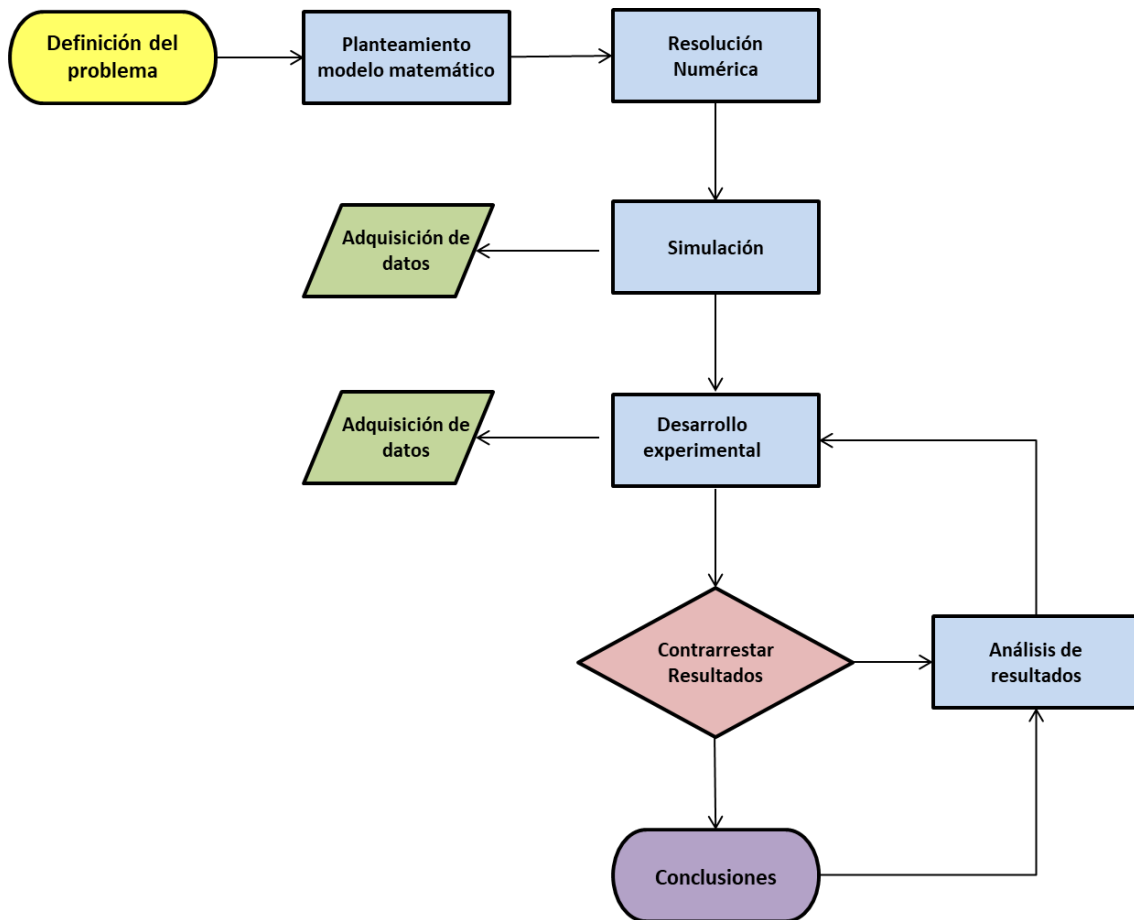 Definición del
problema
Planteamiento
modelo matemático
Resolución
Numérica
Adquisición de
datos
Simulación
Adquisición de
datos
Desarrollo
experimental
Contrarrestar
Resultados
Análisis de
resultados
Conclusiones